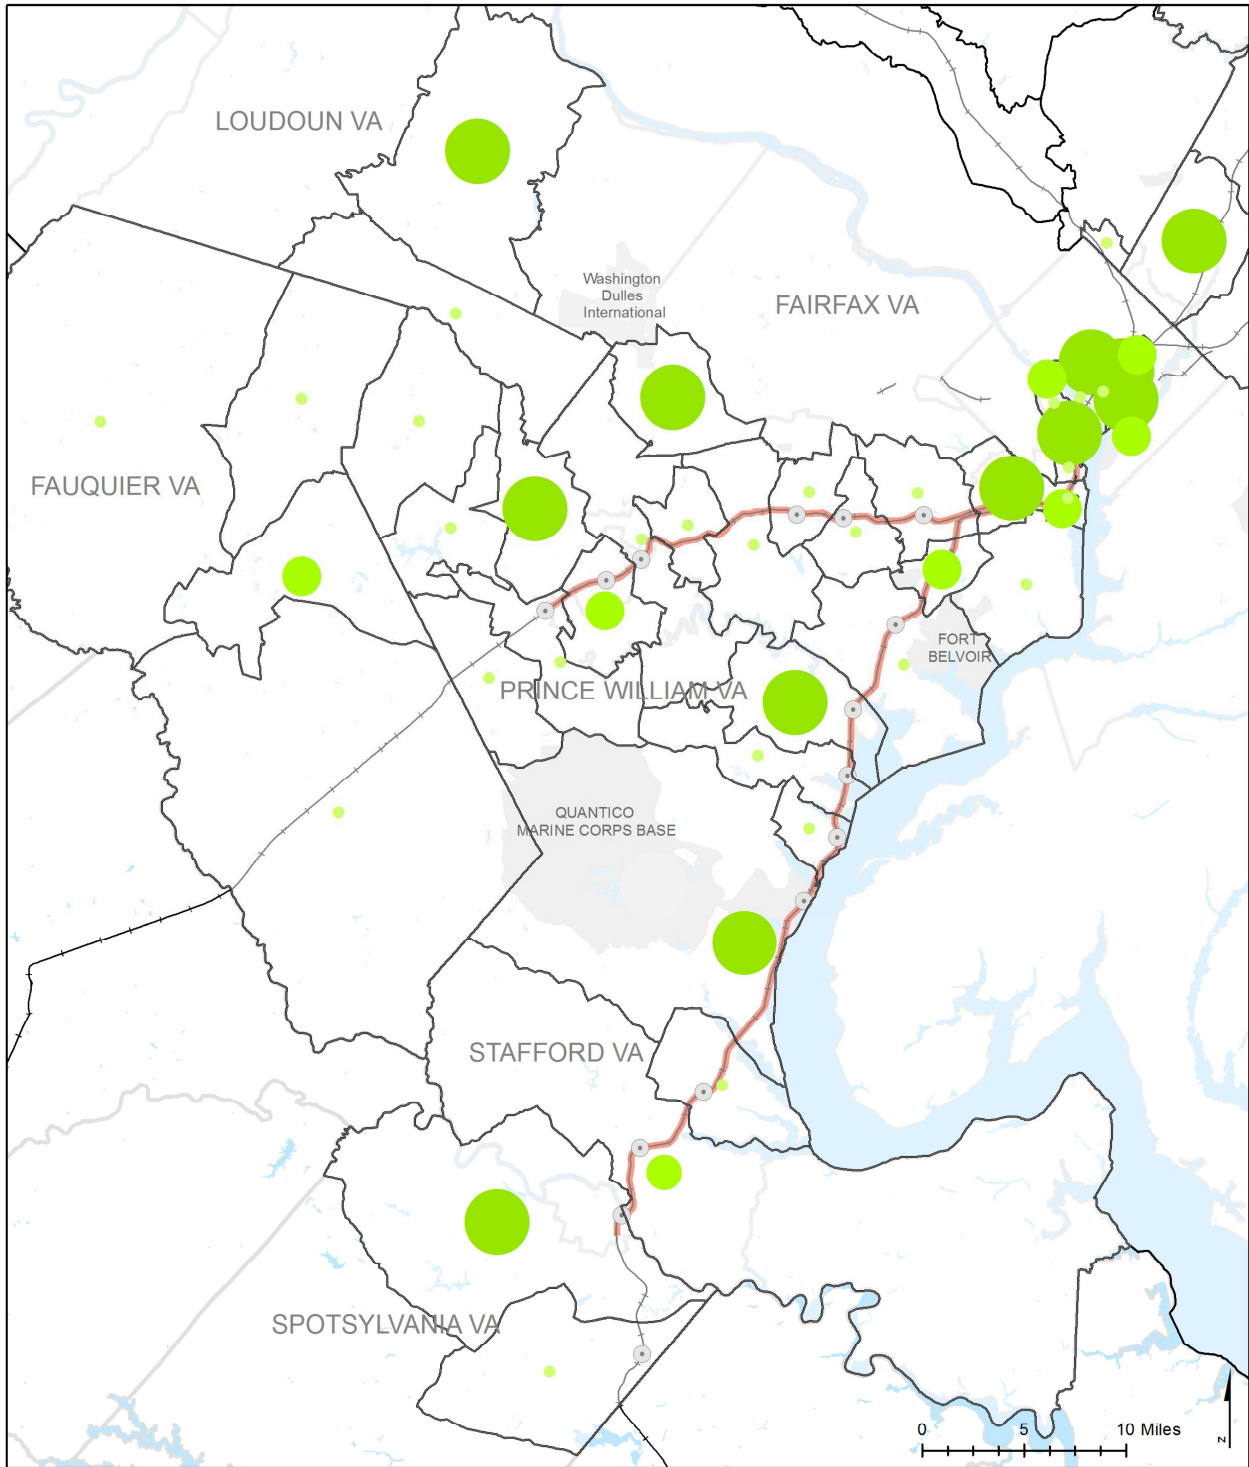 LOUDOUN VA
Washington
Dulles
International
FAIRFAX VA
FAUQUIER VA
FORT
BELVOIR
PRINCE WILLIAM VA
QUANTICO
MARINE CORPS BASE
STAFFORD VA
SPOTSYLVANIA VA
0 5 10 Miles
N